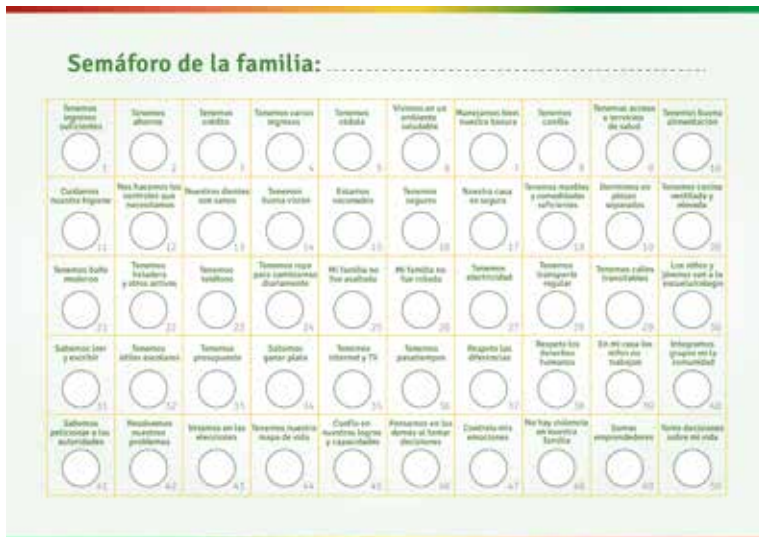 Semáforo de la familia:
Tenemos
ingresos
suficientes
1
Tenemos
ahorros
2
Tenemos
crédito
3
Tenemos varios
ingresos
4
Tenemos
cédula
5
Vivimos en un
ambiente
saludable
6
Manejamos bien
nuestra basura
7
Tenemos
canilla
8
Tenemos acceso
a servicios
de salud
9
Tenemos buena
alimentación
10
Cuidamos
nuestra higiene
11
Nos hacemos los
controles que
necesitamos
12
Nuestros dientes
son sanos
13
Tenemos
buena visión
14
Estamos
vacunados
15
Tenemos
seguros
16
Nuestra casa
es segura
17
Tenemos muebles
y comodidades
suficientes
18
Dormimos en
piezas
separadas
19
Tenemos cocina
ventilada y
elevada
20
Tenemos baño
moderno
21
Tenemos
heladera
y otros activos
22
Tenemos
teléfono
23
Tenemos ropa
para cambiarnos
diariamente
24
Mi familia no
fue asaltada
25
Mi familia no
fue robada
26
Tenemos
electricidad
27
Tenemos
transporte
regular
28
Tenemos calles
transitables
29
Los niños y
jóvenes van a la
escuela/colegio
30
Sabemos leer
y escribir
31
Tenemos
útiles escolares
32
Tenemos
presupuesto
33
Sabemos
ganar plata
34
Tenemos
internet y TV
35
Tenemos
pasatiempos
36
Respeto las
diferencias
37
Respeto los
derechos
humanos
38
En mi casa los
niños no
trabajan
39
Integramos
grupos en la
comunidad
40
Sabemos
peticionar a las
autoridades
41
Resolvemos
nuestros
problemas
42
Votamos en las
elecciones
43
Tenemos nuestro
mapa de vida
44
Confío en
nuestros logros
y capacidades
45
Pensamos en los
demás al tomar
decisiones
46
Controlo mis
emociones
47
No hay violencia
en nuestra
familia
48
Somos
emprendedores
49
Tomo decisiones
sobre mi vida
50